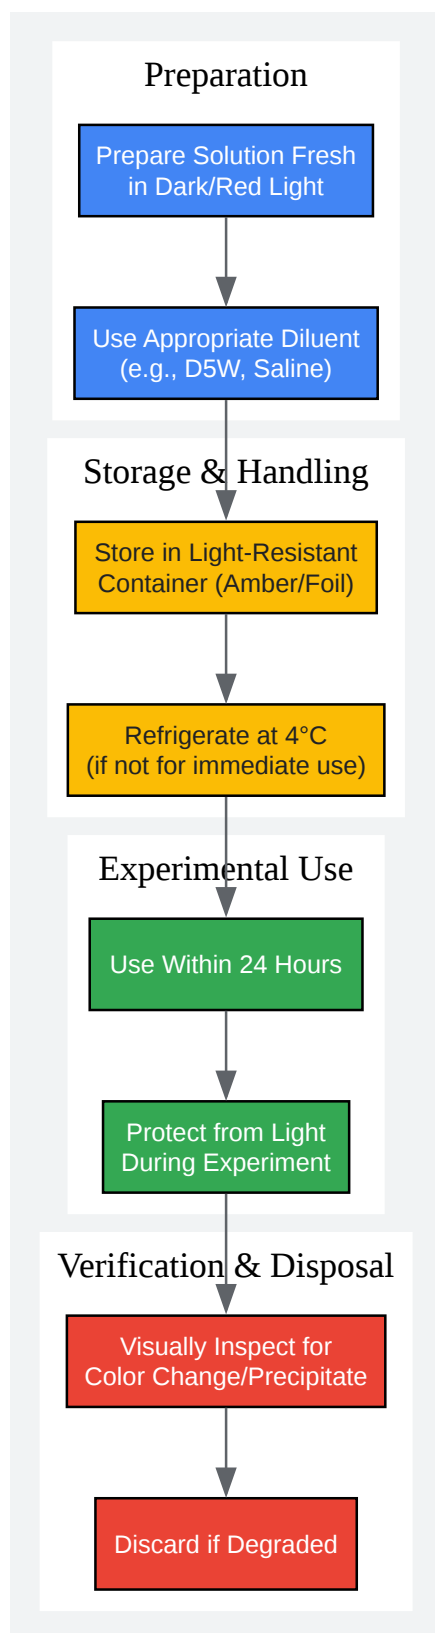 Preparation
Prepare Solution Fresh
in Dark/Red Light
Use Appropriate Diluent
(e.g., D5W, Saline)
Storage & Handling
Store in Light-Resistant
Container (Amber/Foil)
Refrigerate at 4°C
(if not for immediate use)
Experimental Use
Use Within 24 Hours
Protect from Light
During Experiment
Verification & Disposal
Visually Inspect for
Color Change/Precipitate
Discard if Degraded